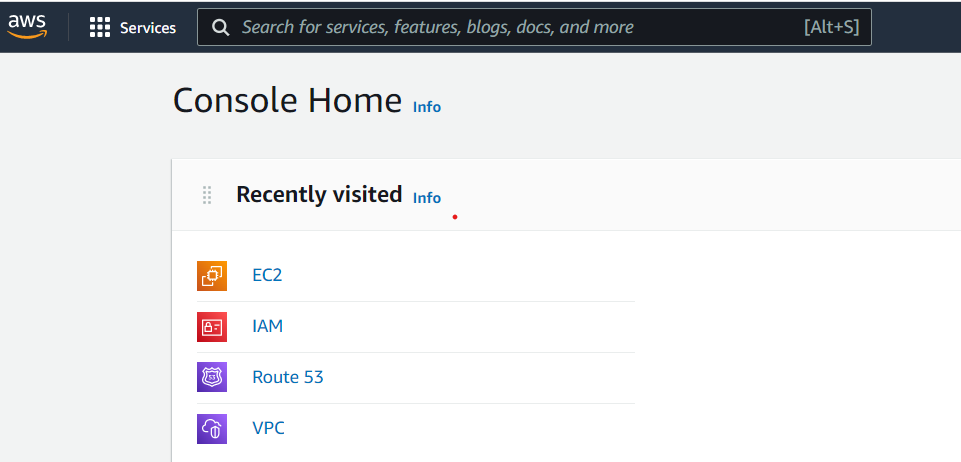 aws Services Search for services, features, blogs, docs, and more [Alt+S]
Console Home Info
Recently visited Info
EC2
IAM
53 Route 53
VPC